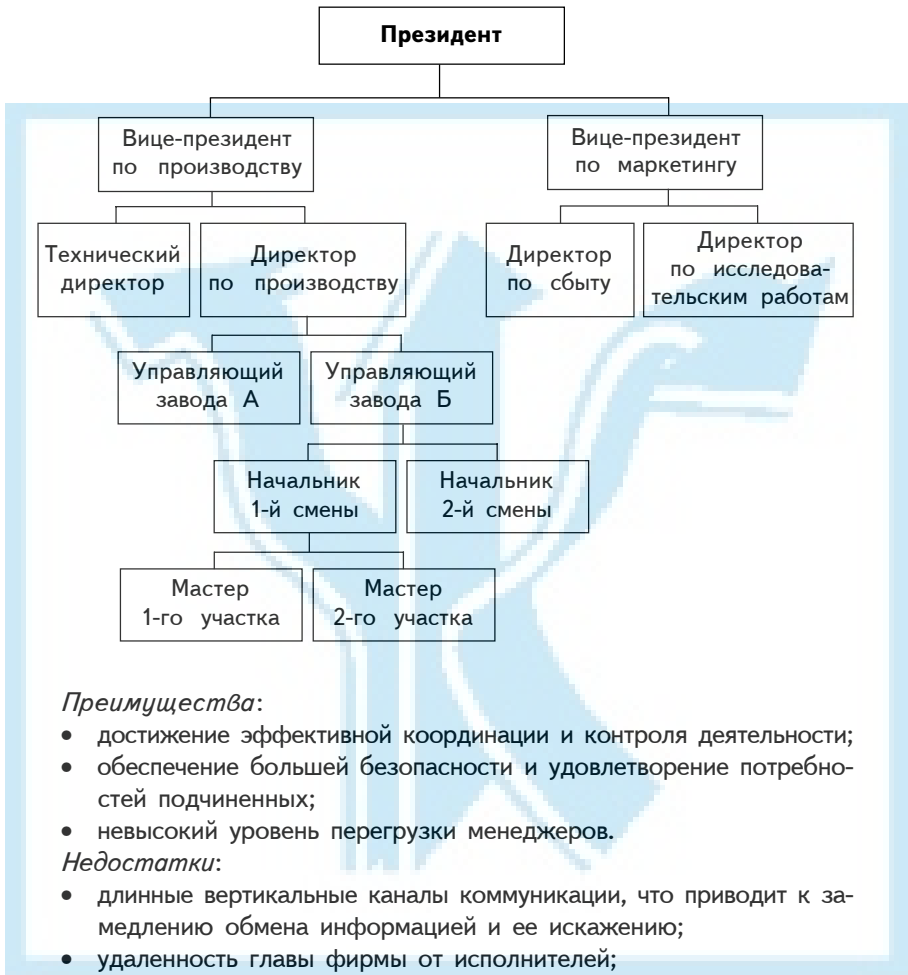 Президент
Вице-президент
по производству
Вице-президент
по маркетингу
Технический
директор
Директор
по производству
Директор
по сбыту
Директор
по исследова-
тельским работам
Управляющий
завода А
Управляющий
завода Б
Начальник
1-й смены
Начальник
2-й смены
Мастер
1-го участка
Мастер
2-го участка
Преимущества:
• достижение эффективной координации и контроля деятельности;
• обеспечение большей безопасности и удовлетворение потребно-
стей подчиненных;
• невысокий уровень перегрузки менеджеров.
Недостатки:
• длинные вертикальные каналы коммуникации, что приводит к за-
медлению обмена информацией и ее искажению;
• удаленность главы фирмы от исполнителей;